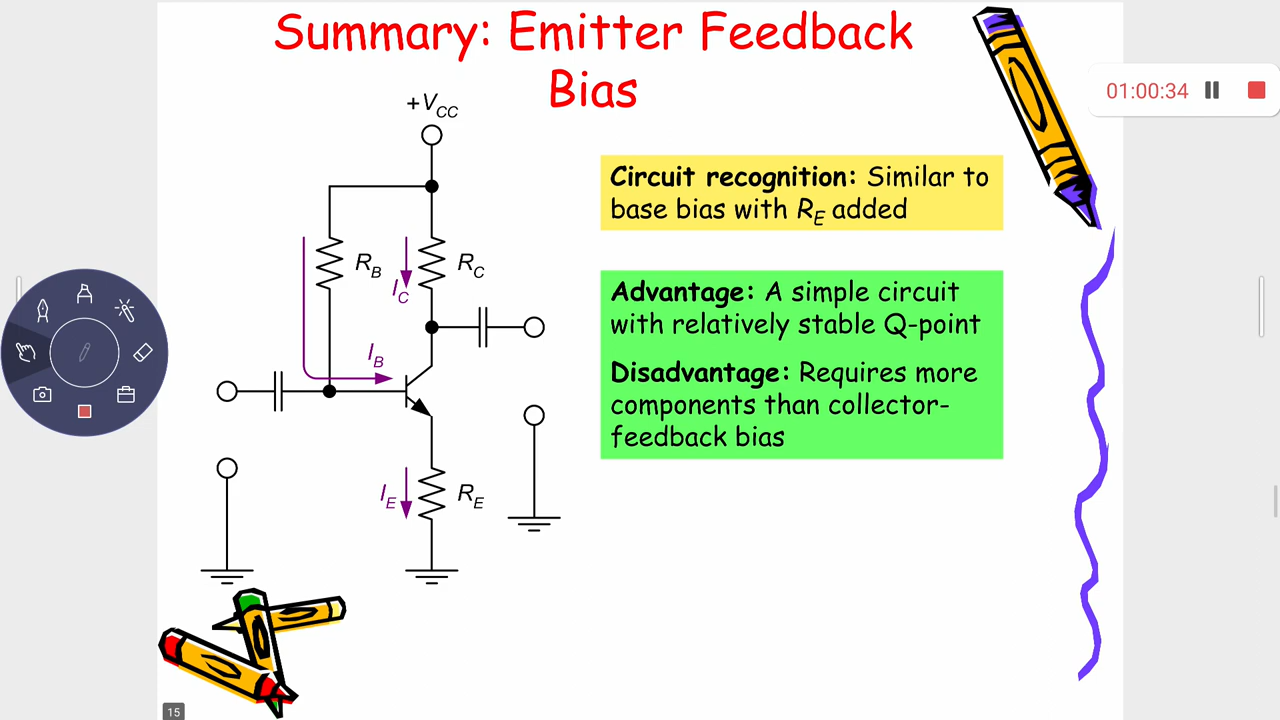 Summary: Emitter Feedback
Bias
+VCC
01:00:34
Circuit recognition: Similar to
base bias with RE added
RB
RC
IC
Advantage: A simple circuit
with relatively stable Q-point
IB
Disadvantage: Requires more
components than collector-
feedback bias
IE
RE
15